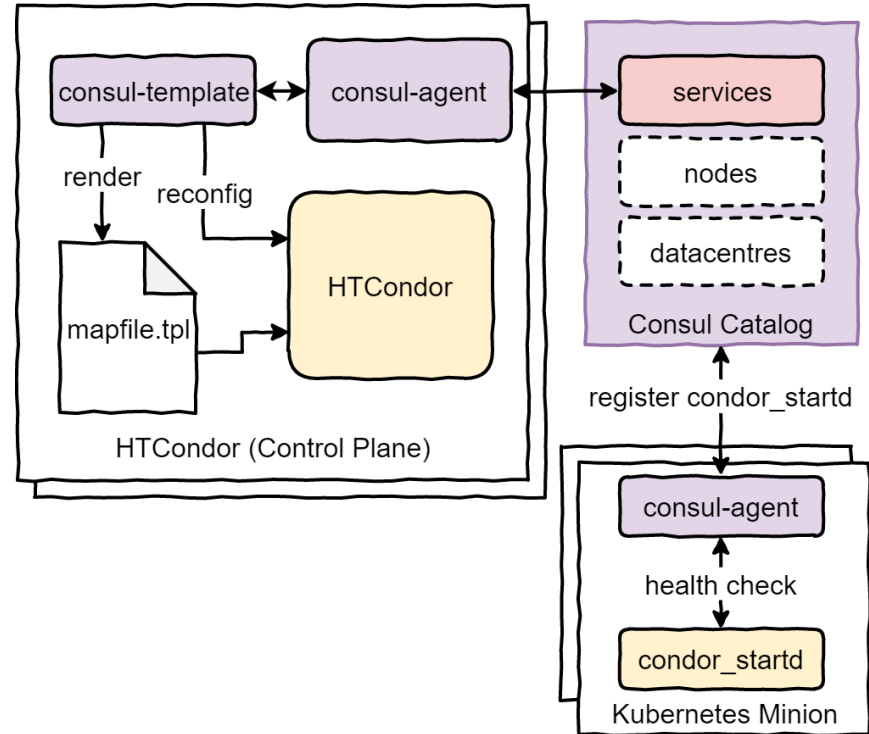 consul-template
consul-agent
render
reconfig
mapfile.tpl
HTCondor
HTCondor (Control Plane)
services
nodes
datacentres
Consul Catalog
register condor_startd
consul-agent
health check
condor_startd
Kubernetes Minion